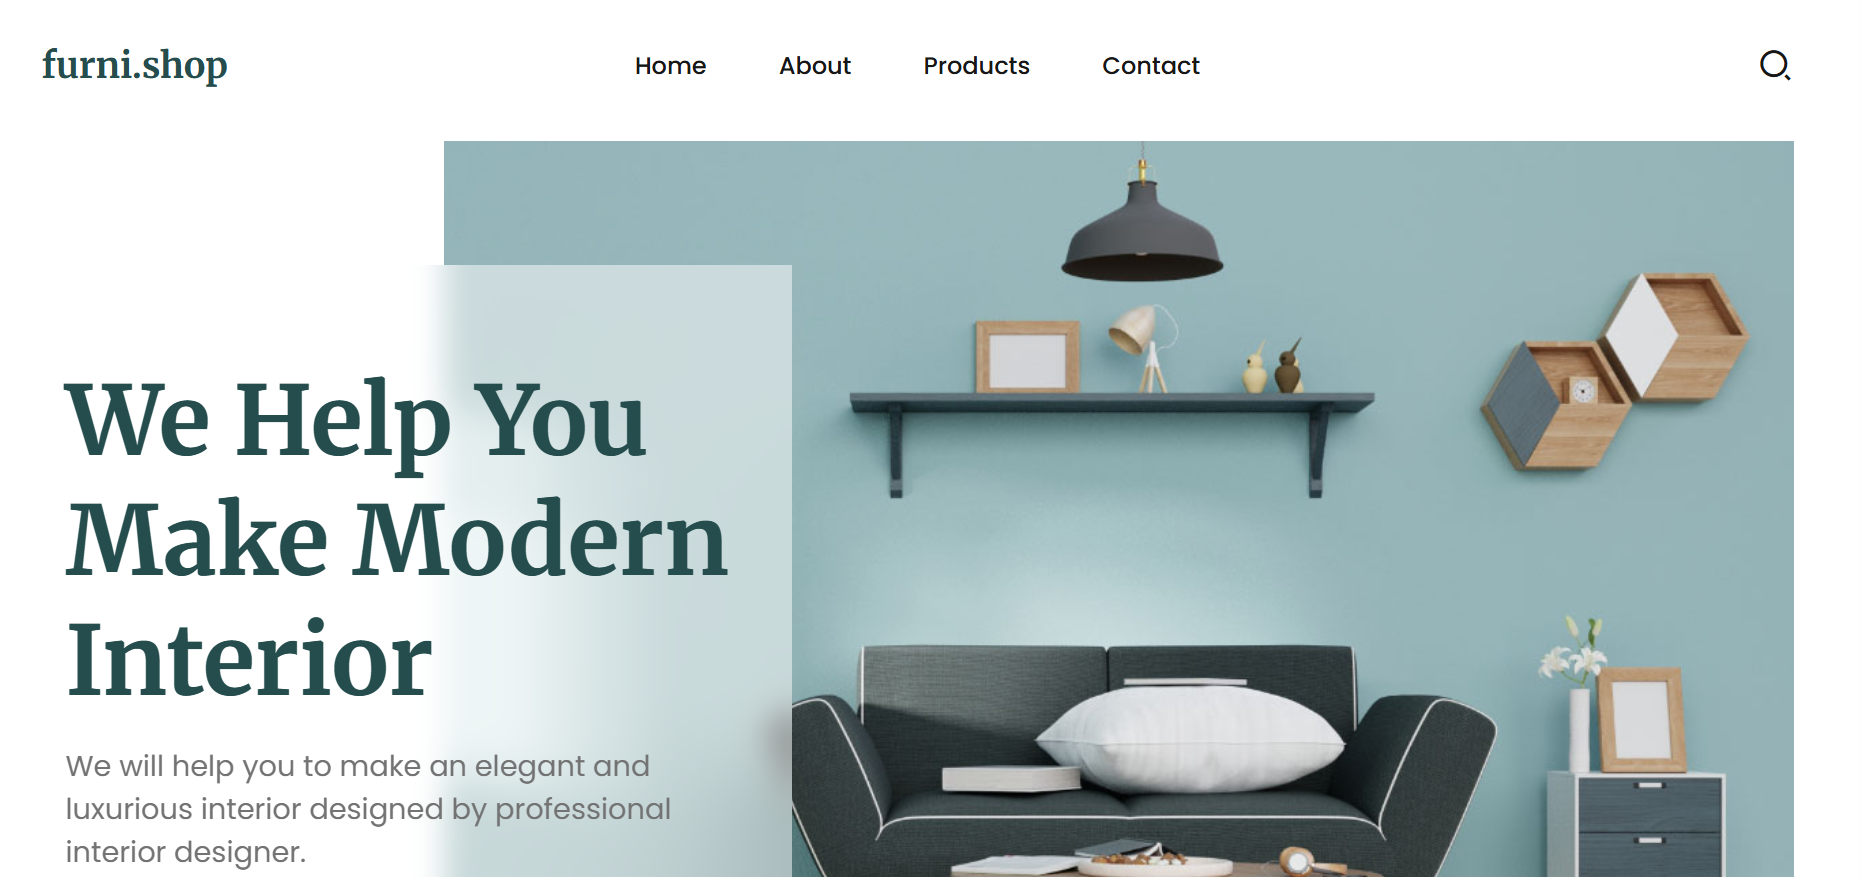 furni.shop
Home
About
Products
Contact
We Help You
Make Modern
Interior
We will help you to make an elegant and
luxurious interior designed by professional
interior designer.